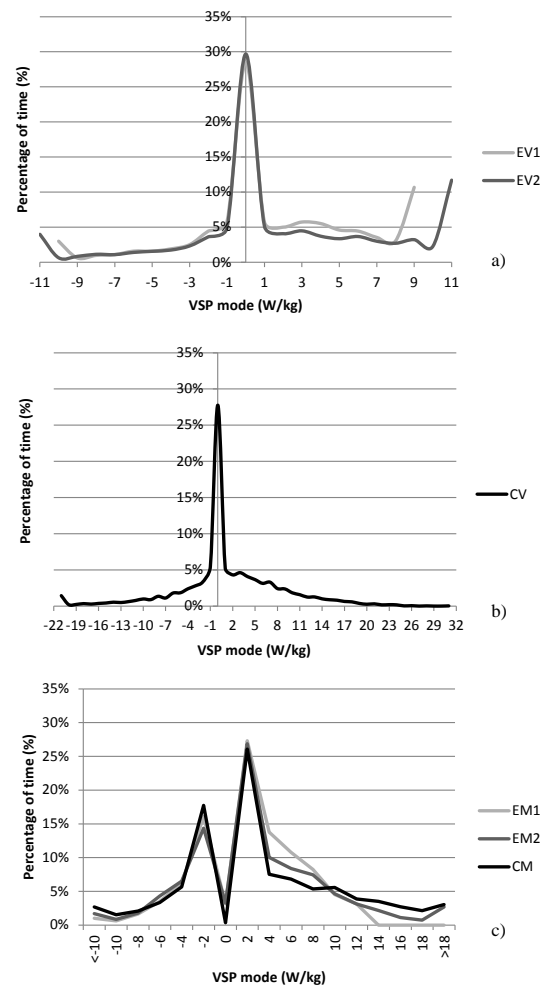 35%
30%
25%
20%
15%
10%
5%
0%
Percentage of time (%)
-11 -9 -7 -5 -3 -1 1 3 5 7 9 11
VSP mode (W/kg)
EV1
EV2
a)
35%
30%
25%
20%
15%
10%
5%
0%
Percentage of time (%)
-22 -19 -16 -13 -10 -7 -4 -1 2 5 8 11 14 17 20 23 26 29 32
VSP mode (W/kg)
CV
b)
35%
30%
25%
20%
15%
10%
5%
0%
Percentage of time (%)
<-10 -10 -8 -6 -4 -2 0 2 4 6 8 10 12 14 16 18 >18
VSP mode (W/kg)
EM1
EM2
CM
c)